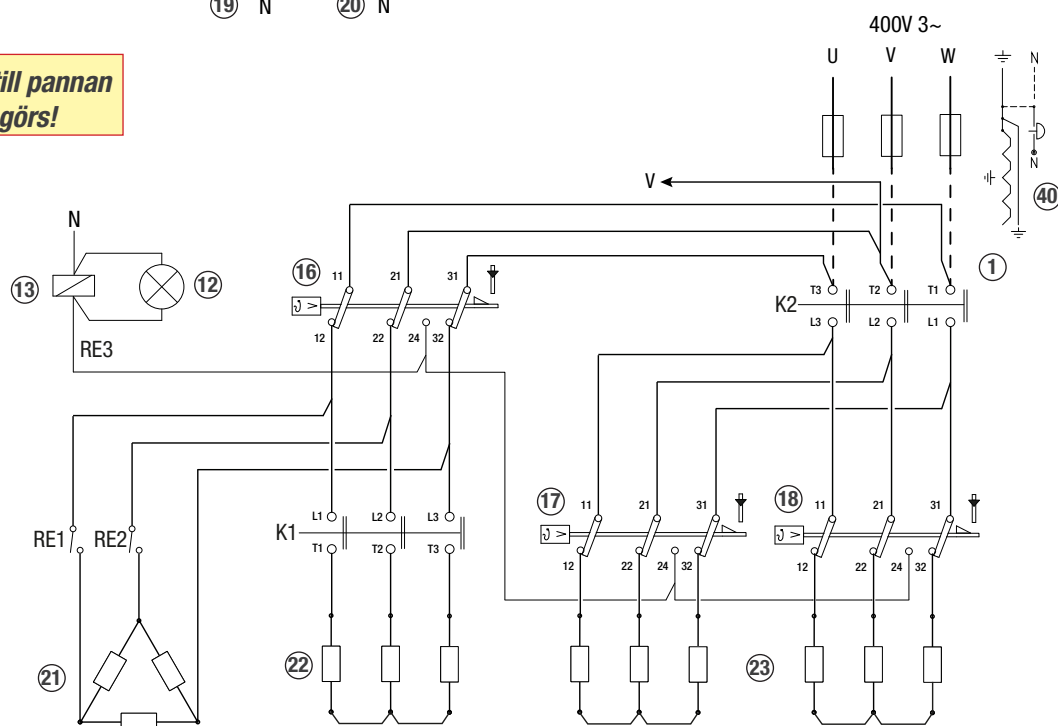 19 N 20 N
400V 3~
ill pannan
görs!
U V W N
V
N
40
N
13 12 16 11 21 31 1
T3 T2 T1
K2
ϑ >
L3 L2 L1
12 22 24 32
RE3
17 11 21 31 18 11 21 31
L1 L2 L3
RE1 RE2 K1
T1 T2 T3
ϑ > ϑ >
12 22 24 32 12 22 24 32
21 22 23